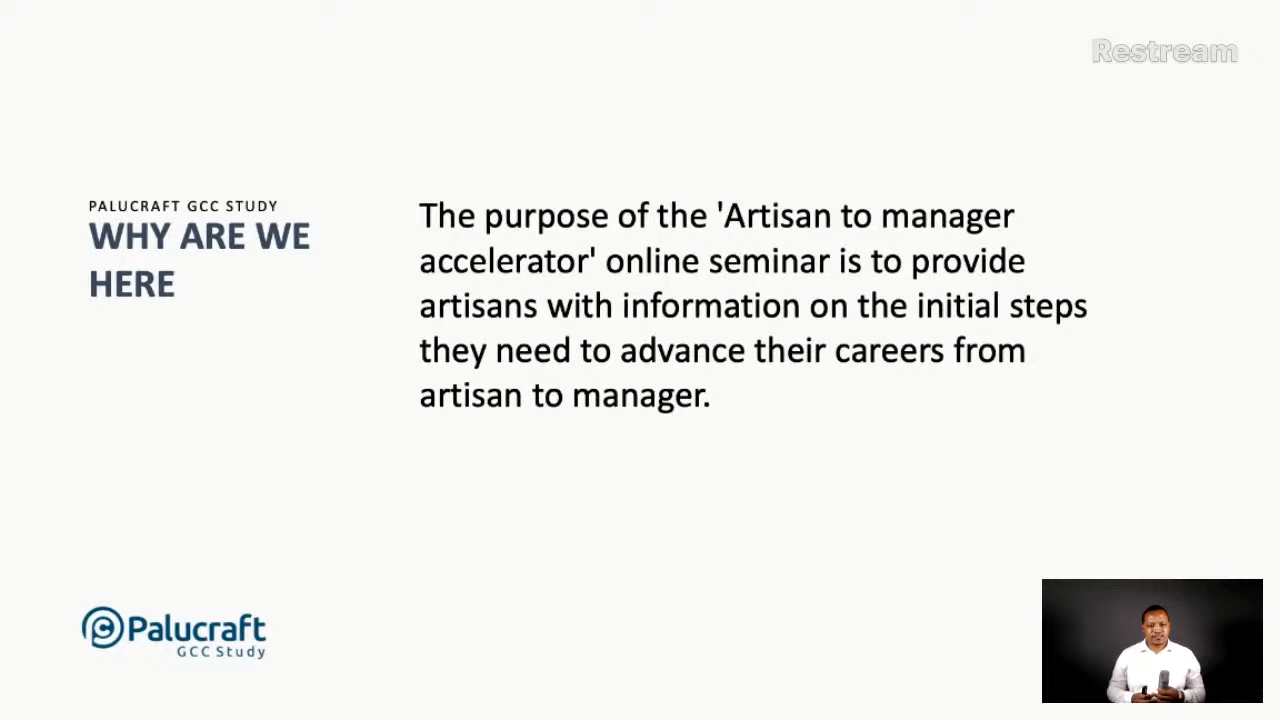 Restream
PALUCRAFT GCC STUDY
WHY ARE WE
HERE
The purpose of the 'Artisan to manager
accelerator' online seminar is to provide
artisans with information on the initial steps
they need to advance their careers from
artisan to manager.
Palucraft
GCC Study